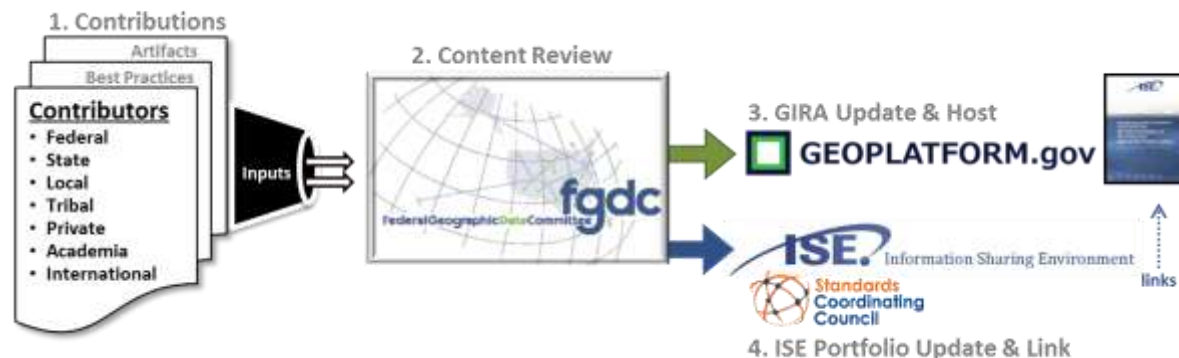 1. Contributions
Artifacts
Best Practices
Contributors
• Federal
• State
• Local
• Tribal
• Private
• Academia
• International
Inputs
2. Content Review
fgdc
FederalGeographicDataCommittee
3. GIRA Update & Host
GEOPLATFORM.gov
ISE
ISE. Information Sharing Environment
Standards
Coordinating
Council
links
4. ISE Portfolio Update & Link